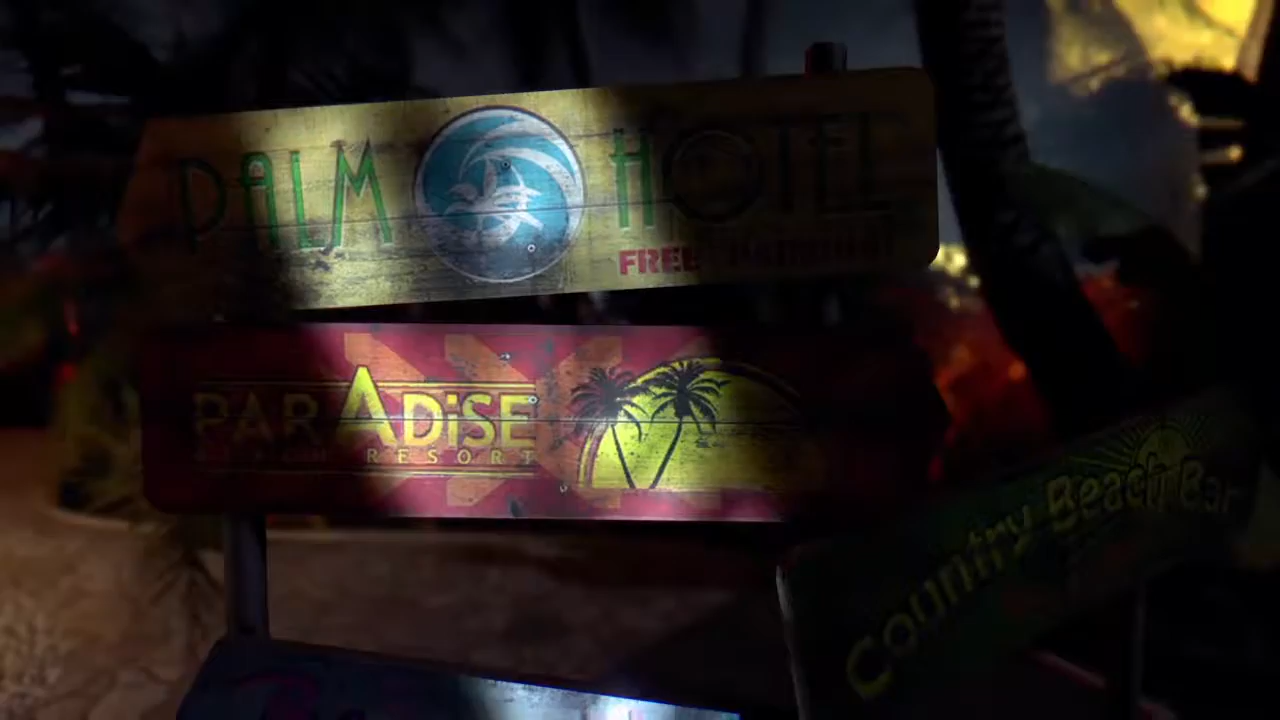 PALM HOTEL
FREE
PARADiSE
RESORT
Country Beach Bar